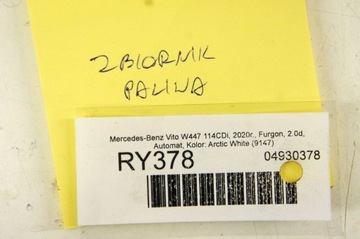 ZBIORNIK
PALIWA
Mercedes-Benz Vito W447 114CDi, 2020r., Furgon, 2.0d,
Automat, Kolor: Arctic White (9147)
RY378
04930378